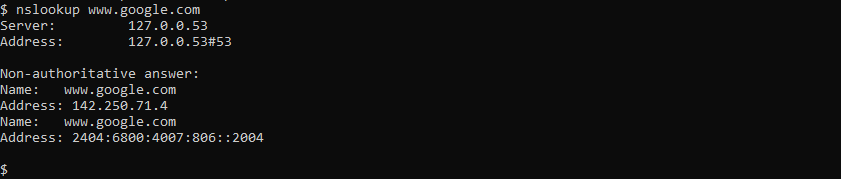 $ nslookup www.google.com
Server:         127.0.0.53
Address:        127.0.0.53#53

Non-authoritative answer:
Name:   www.google.com
Address: 142.250.71.4
Name:   www.google.com
Address: 2404:6800:4007:806::2004

$